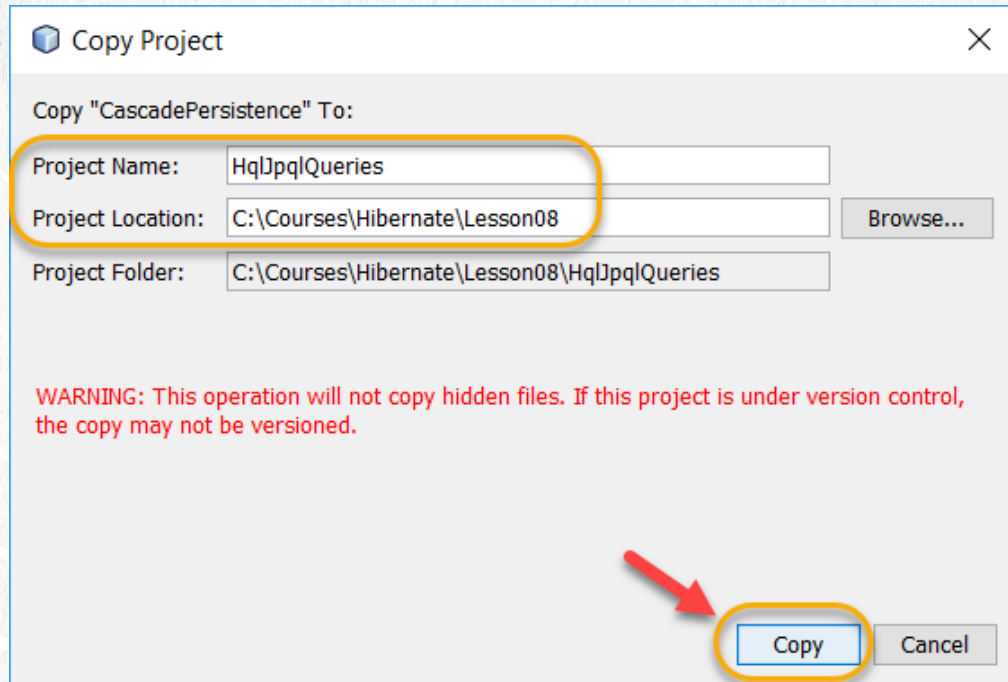 Copy Project
Copy "CascadePersistence" To:
Project Name: HqlJpqlQueries
Project Location: C:\Courses\Hibernate\Lesson08 Browse...
Project Folder: C:\Courses\Hibernate\Lesson08\HqlJpqlQueries
WARNING: This operation will not copy hidden files. If this project is under version control,
the copy may not be versioned.
Copy Cancel